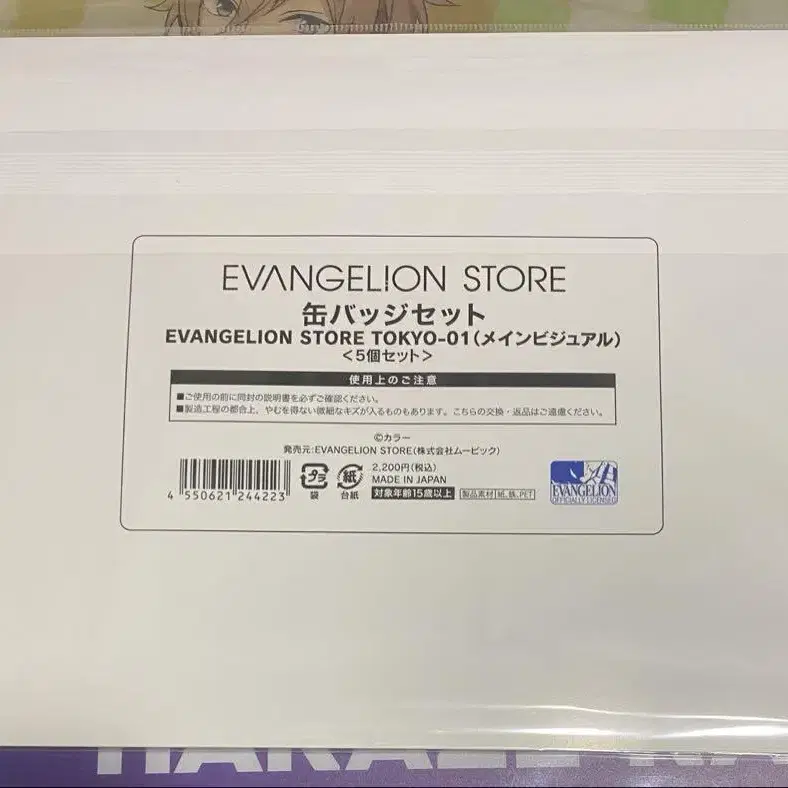 EVANGELION STORE
缶バッジセット
EVANGELION STORE TOKYO-01(メインビジュアル)
<5個セット>
使用上のご注意
■ご使用の前に同封の説明書を必ずご確認ください。
■製造工程の都合上、やむを得ない微細なキズが入るものもあります。こちらの交換・返品はご遠慮ください。
©カラー
発売元:EVANGELION STORE(株式会社ムービック)
4 550621 244223
プラ
袋
紙
台紙
2,200円(税込)
MADE IN JAPAN
対象年齢15歳以上
製品素材 紙、鉄、PET
EVANGELION
OFFICIALLY LICENSED